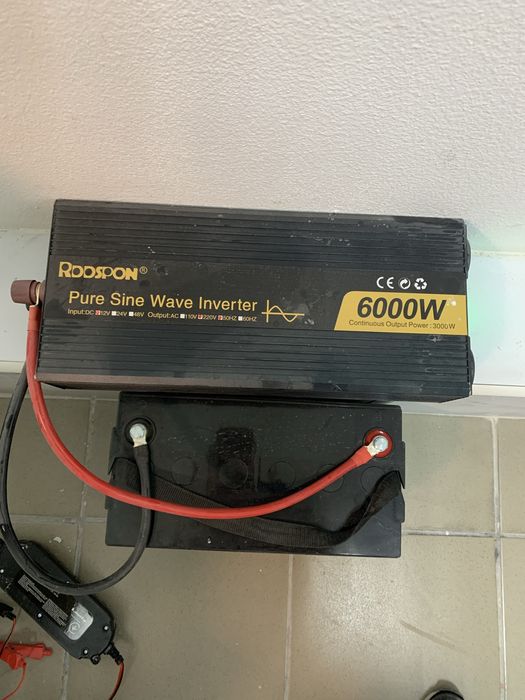 ROOSPON®
Pure Sine Wave Inverter
Input:DC 12V 24V 48V Output:AC 110V 220V 50HZ 60HZ
CE
6000W
Continuous Output Power : 3000W